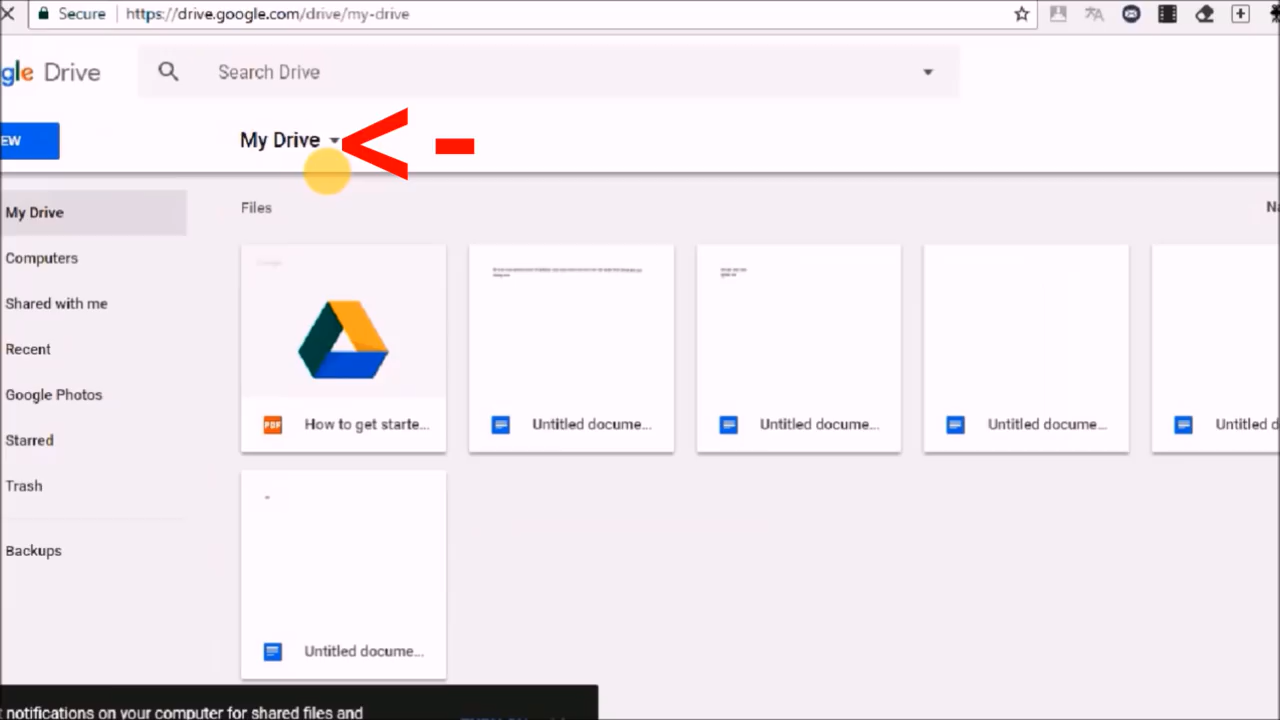 Secure https://drive.google.com/drive/my-drive
gle Drive
Search Drive
EW
My Drive
< -
My Drive
Computers
Shared with me
Recent
Google Photos
Starred
Trash
Backups
Files
Na
PDF How to get starte...
Untitled docume...
Untitled docume...
Untitled docume...
Untitled d
Untitled docume...
notifications on your computer for shared files and